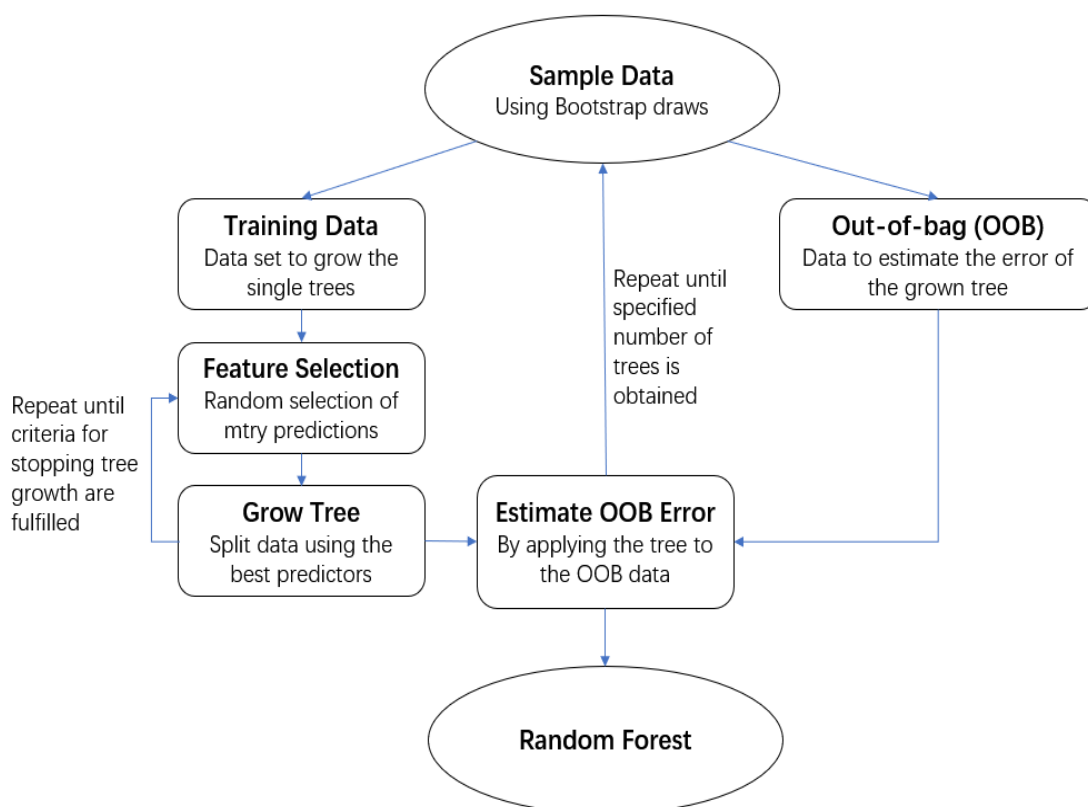 Sample Data
Using Bootstrap draws
Training Data
Data set to grow the
single trees
Out-of-bag (OOB)
Data to estimate the error of
the grown tree
Repeat until
specified
number of
trees is
obtained
Feature Selection
Random selection of
mtry predictions
Repeat until
criteria for
stopping tree
growth are
fulfilled
Grow Tree
Split data using the
best predictors
Estimate OOB Error
By applying the tree to
the OOB data
Random Forest